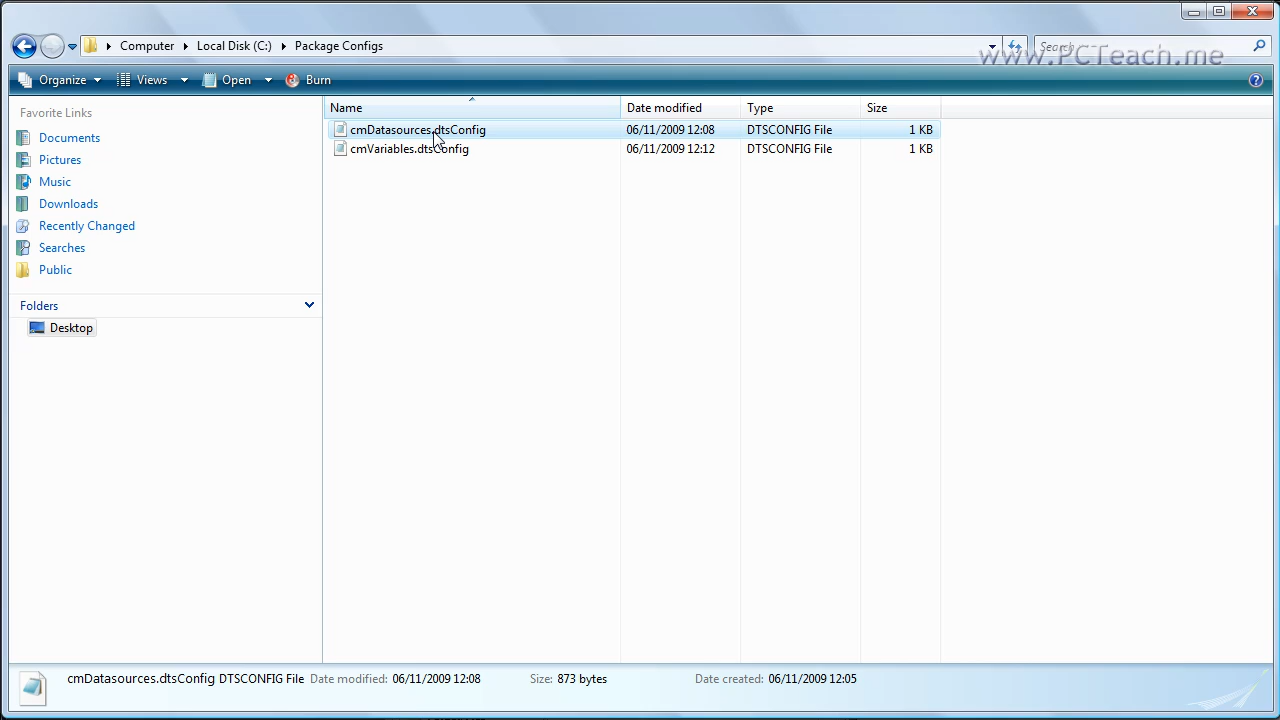 Computer Local Disk (C:) Package Configs
Search
www.PCTeach.me
Organize Views Open Burn
Favorite Links
Documents
Pictures
Music
Downloads
Recently Changed
Searches
Public
Folders
Desktop
Name Date modified Type Size
cmDatasources.dtsConfig 06/11/2009 12:08 DTSCONFIG File 1 KB
cmVariables.dtsConfig 06/11/2009 12:12 DTSCONFIG File 1 KB
cmDatasources.dtsConfig DTSCONFIG File Date modified: 06/11/2009 12:08 Size: 873 bytes Date created: 06/11/2009 12:05